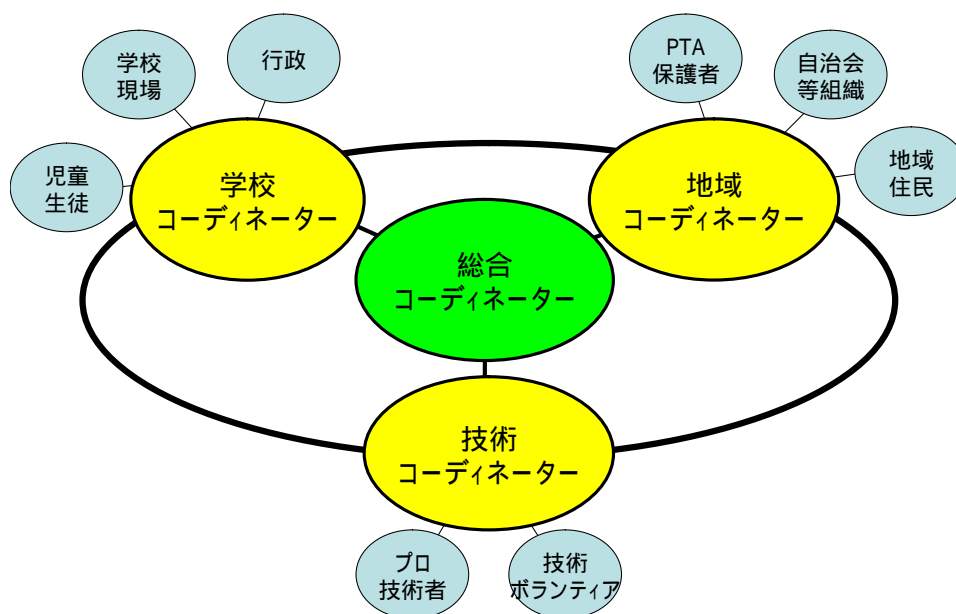 学校
現場
行政
PTA
保護者
自治会
等組織
児童
生徒
学校
コーディネーター
地域
コーディネーター
地域
住民
総合
コーディネーター
技術
コーディネーター
プロ
技術者
技術
ボランティア